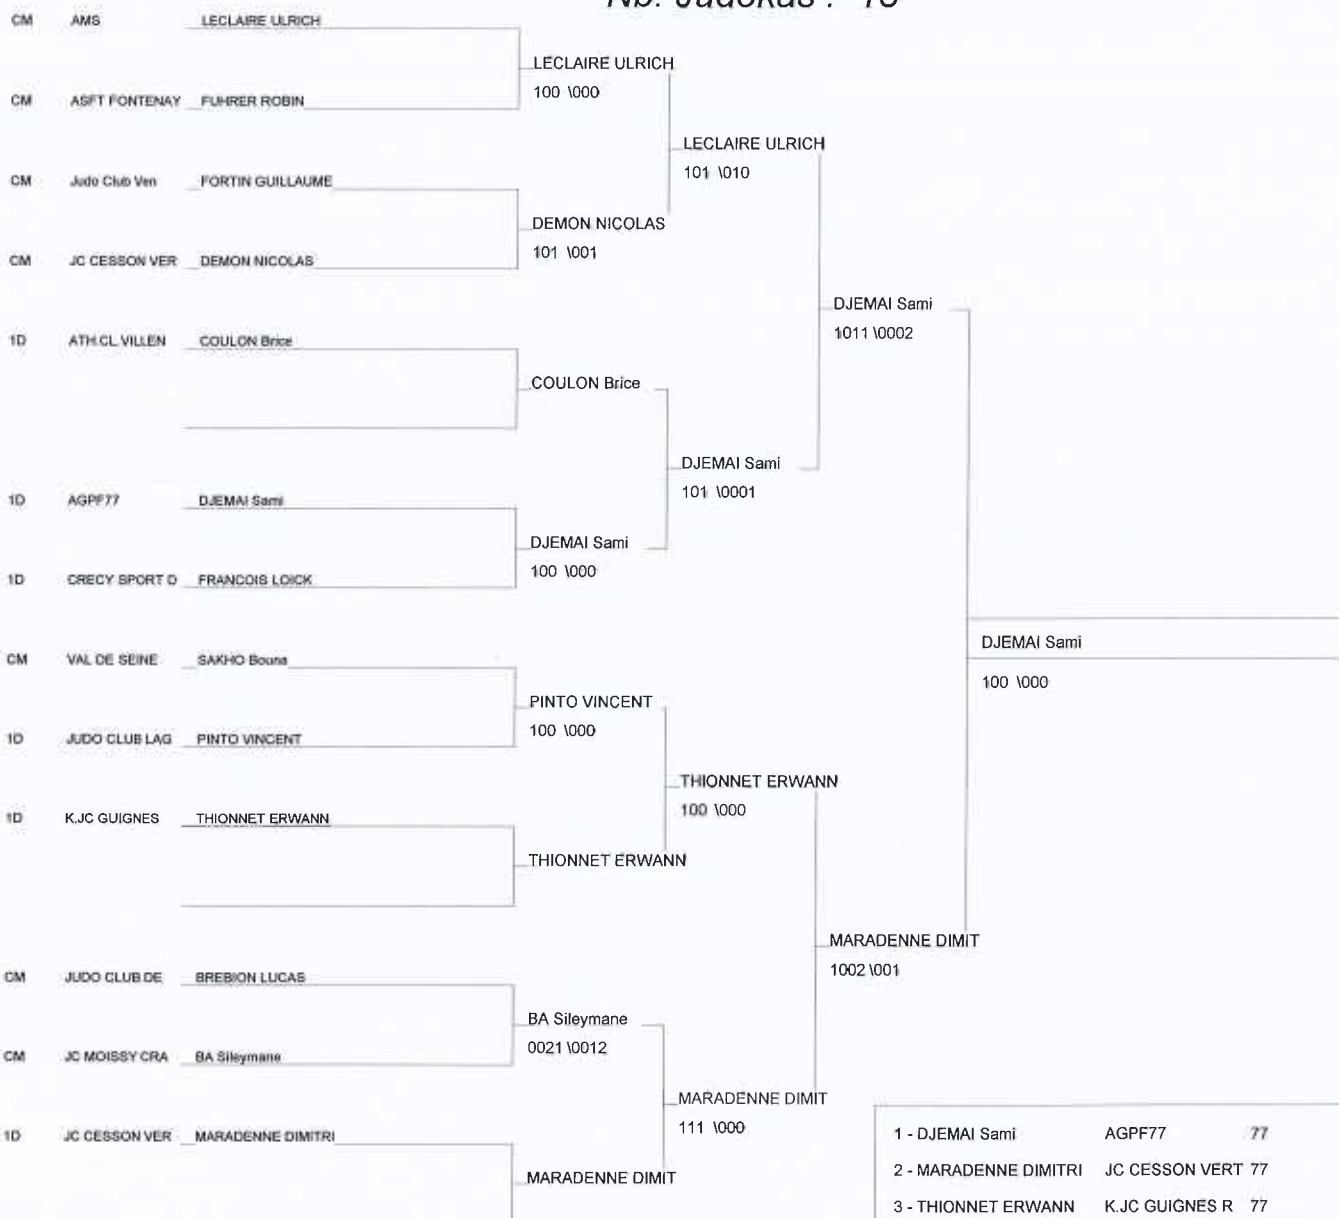 Nb. Judokas : 13
CM AMS LECLAIRE ULRICH
LECLAIRE ULRICH
100 \000
CM ASFT FONTENAY FUHRER ROBIN
LECLAIRE ULRICH
101 \010
CM Judo Club Ven FORTIN GUILLAUME
DEMON NICOLAS
101 \001
CM JC CESSON VER DEMON NICOLAS
DJEMAI Sami
1011 \0002
1D ATH.CL.VILLEN COULON Brice
COULON Brice
DJEMAI Sami
101 \0001
1D AGPF77 DJEMAI Sami
DJEMAI Sami
100 \000
1D CRECY SPORT D FRANCOIS LOICK
DJEMAI Sami
100 \000
CM VAL DE SEINE SAKHO Bouna
PINTO VINCENT
100 \000
1D JUDO CLUB LAG PINTO VINCENT
THIONNET ERWANN
100 \000
1D K.JC GUIGNES THIONNET ERWANN
THIONNET ERWANN
MARADENNE DIMIT
1002 \001
CM JUDO CLUB DE BREBION LUCAS
BA Sileymane
0021 \0012
CM JC MOISSY CRA BA Sileymane
MARADENNE DIMIT
111 \000
1D JC CESSON VER MARADENNE DIMITRI
MARADENNE DIMIT
1 - DJEMAI Sami AGPF77 77
2 - MARADENNE DIMITRI JC CESSON VERT 77
3 - THIONNET ERWANN K.JC GUIGNES R 77